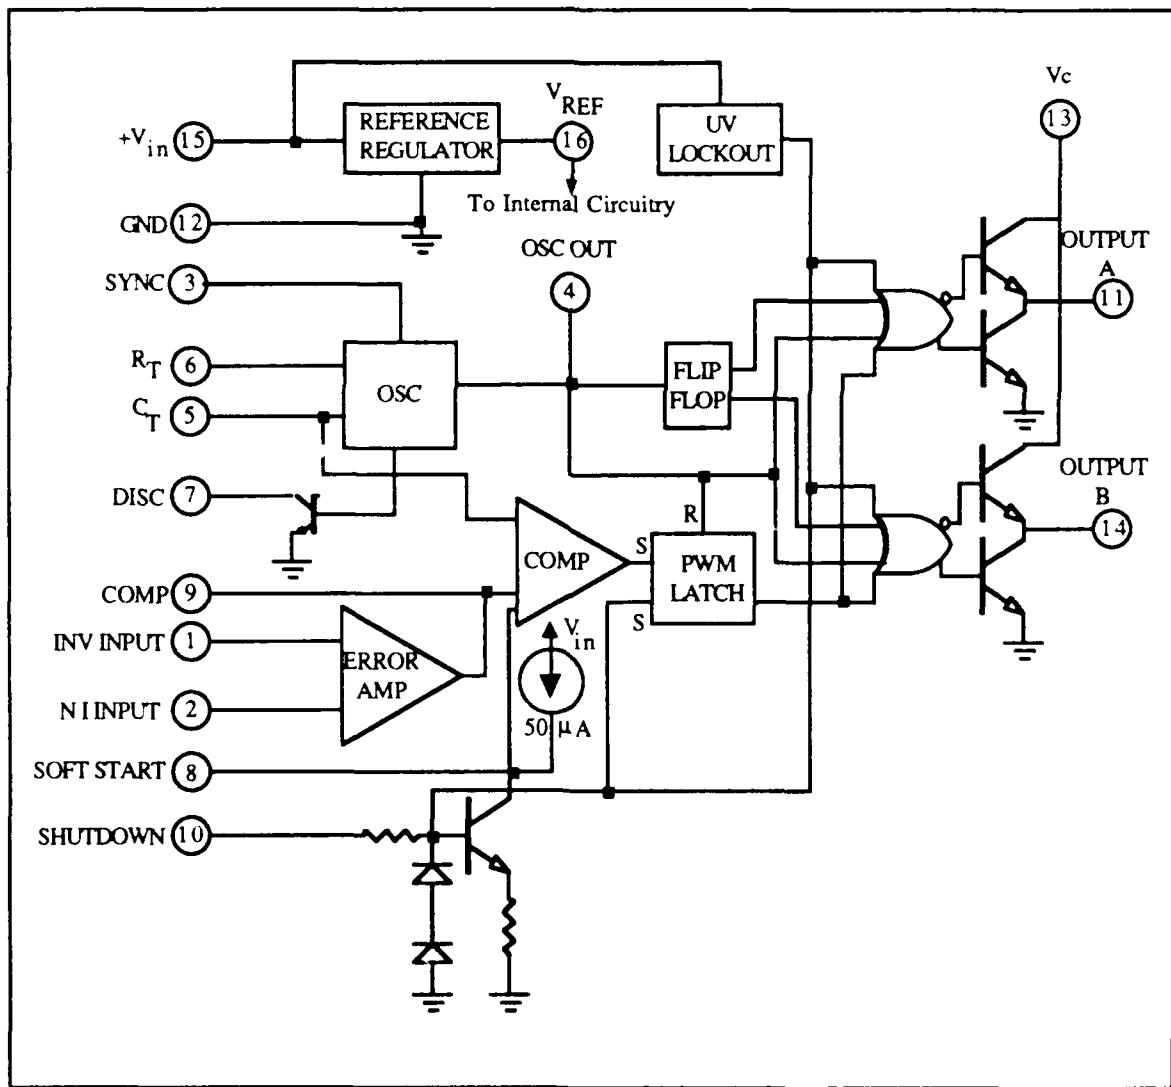 V
REF
Vc
+Vin 15
REFERENCE
REGULATOR
16
UV
LOCKOUT
13
To Internal Circuitry
GND 12
OSC OUT
OUTPUT
A
SYNC 3
4
11
RT 6
OSC
FLIP
FLOP
CT 5
OUTPUT
B
DISC 7
R
14
S
COMP
PWM
LATCH
COMP 9
S
INV INPUT 1
Vin
ERROR
AMP
N I INPUT 2
50 μA
SOFT START 8
SHUTDOWN 10